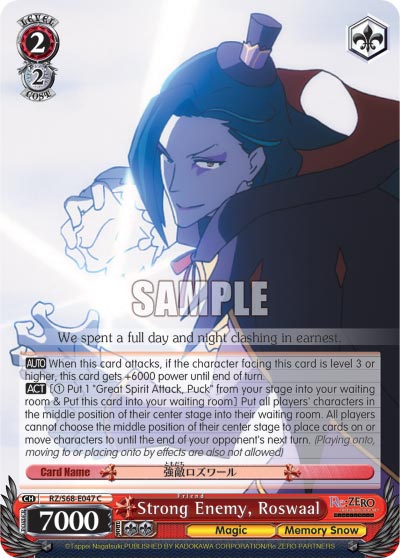 LEVEL
2
2
COST
SAMPLE
We spent a full day and night clashing in earnest.
AUTO When this card attacks, if the character facing this card is level 3 or
higher, this card gets +6000 power until end of turn.
ACT [① Put 1 "Great Spirit Attack, Puck" from your stage into your waiting
room & Put this card into your waiting room] Put all players' characters in
the middle position of their center stage into their waiting room. All players
cannot choose the middle position of their center stage to place cards on or
move characters to until the end of your opponent's next turn. (Playing onto,
moving to or placing onto by effects are also not allowed)
Card Name 強敵ロズワール
CH RZ/S68-E047 C
Friend
Strong Enemy, Roswaal
Re:ZERO
POWER 7000
Magic
Memory Snow
©Tappei Nagatsuki,PUBLISHED BY KADOKAWA CORPORATION/Re:ZERO PARTNERS